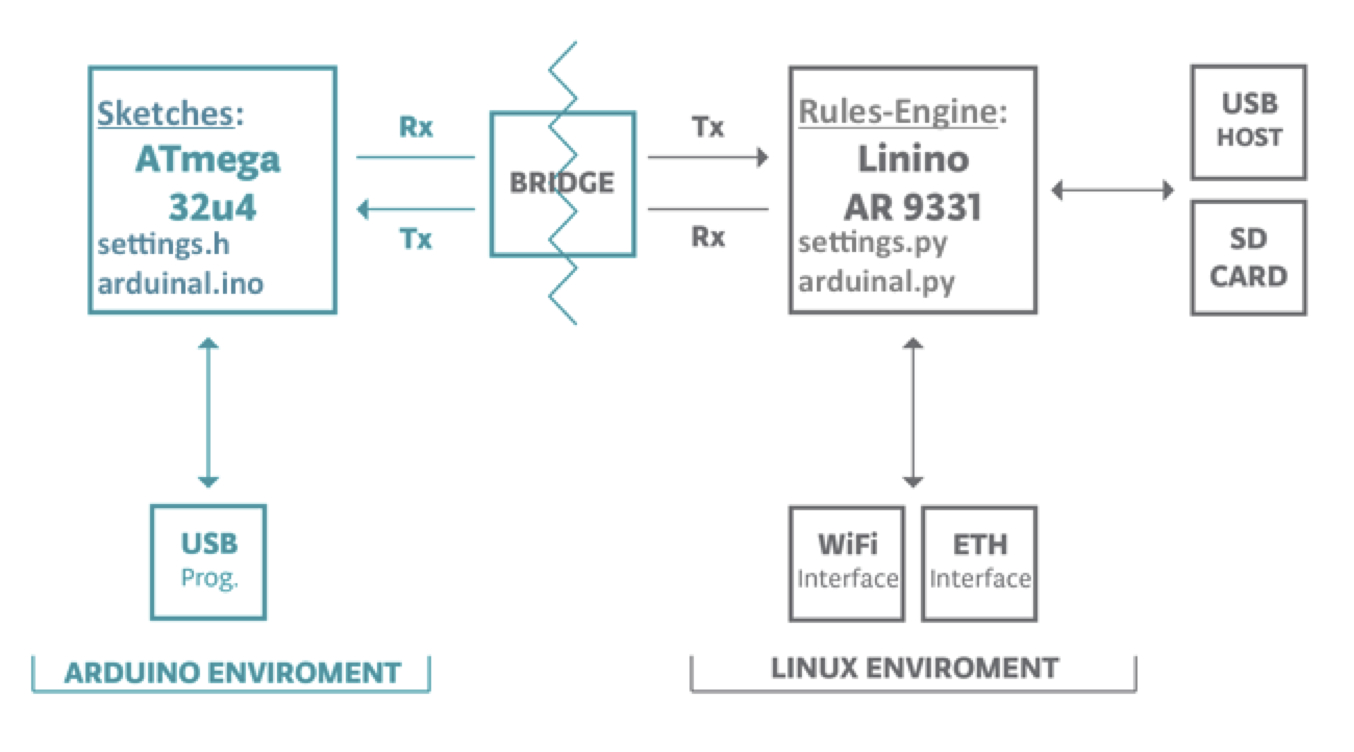 Sketches:
ATmega
32u4
settings.h
arduinal.ino
Rx
Tx
BRIDGE
Tx
Rx
Rules-Engine:
Linino
AR 9331
settings.py
arduinal.py
USB
HOST
SD
CARD
USB
Prog.
WiFi
Interface
ETH
Interface
ARDUINO ENVIROMENT
LINUX ENVIROMENT